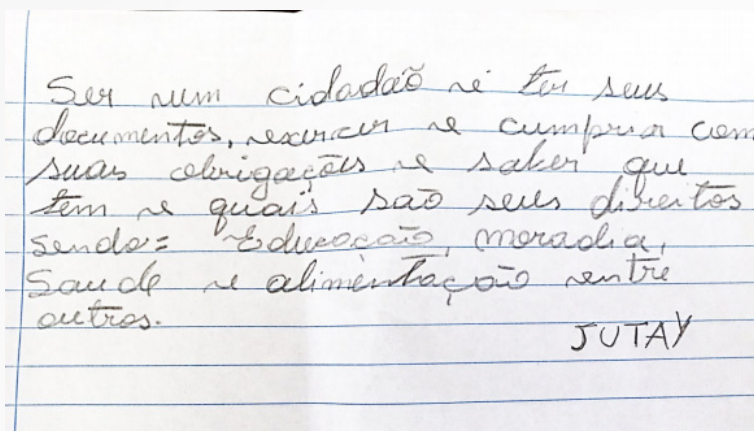 Ser um cidadão é ter seus
documentos, exercer e cumprir com
suas obrigações e saber que
tem e quais são seus direitos
sendo= Educação, moradia,
Saude e alimentação entre
outros.
JUTAY